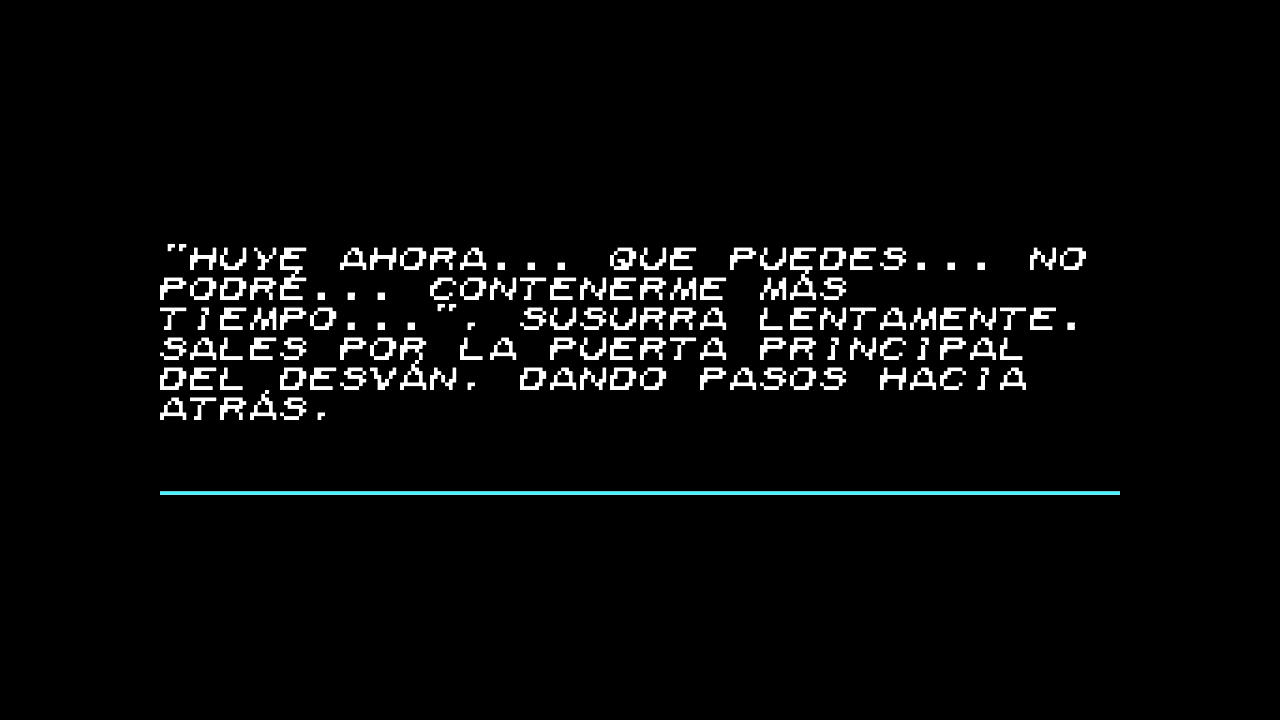 "HUYE AHORA... QUE PUEDES... NO
PODRÉ... CONTENERME MÁS
TIEMPO...", SUSURRA LENTAMENTE.
SALES POR LA PUERTA PRINCIPAL
DEL DESVÁN, DANDO PASOS HACIA
ATRÁS,